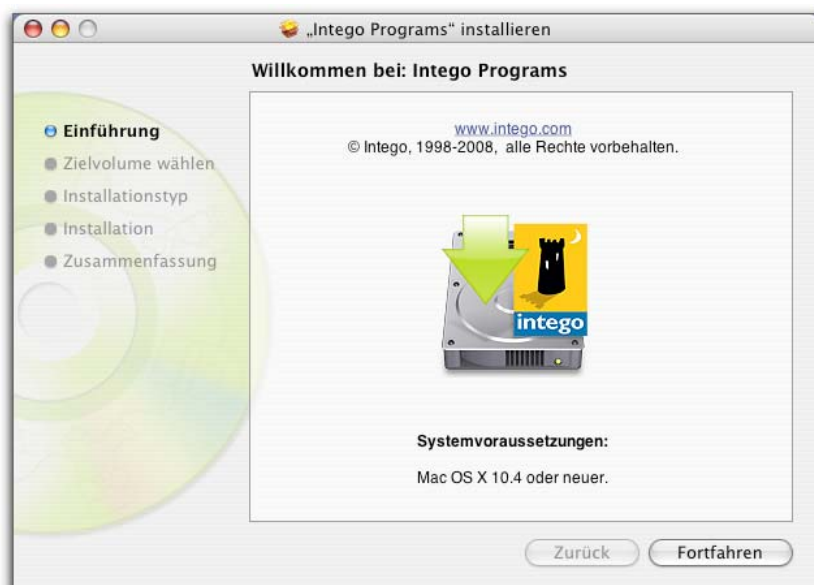 „Intego Programs“ installieren
Willkommen bei: Intego Programs
Einführung
Zielvolume wählen
Installationstyp
Installation
Zusammenfassung
www.intego.com
© Intego, 1998-2008, alle Rechte vorbehalten.
intego
Systemvoraussetzungen:
Mac OS X 10.4 oder neuer.
Zurück
Fortfahren